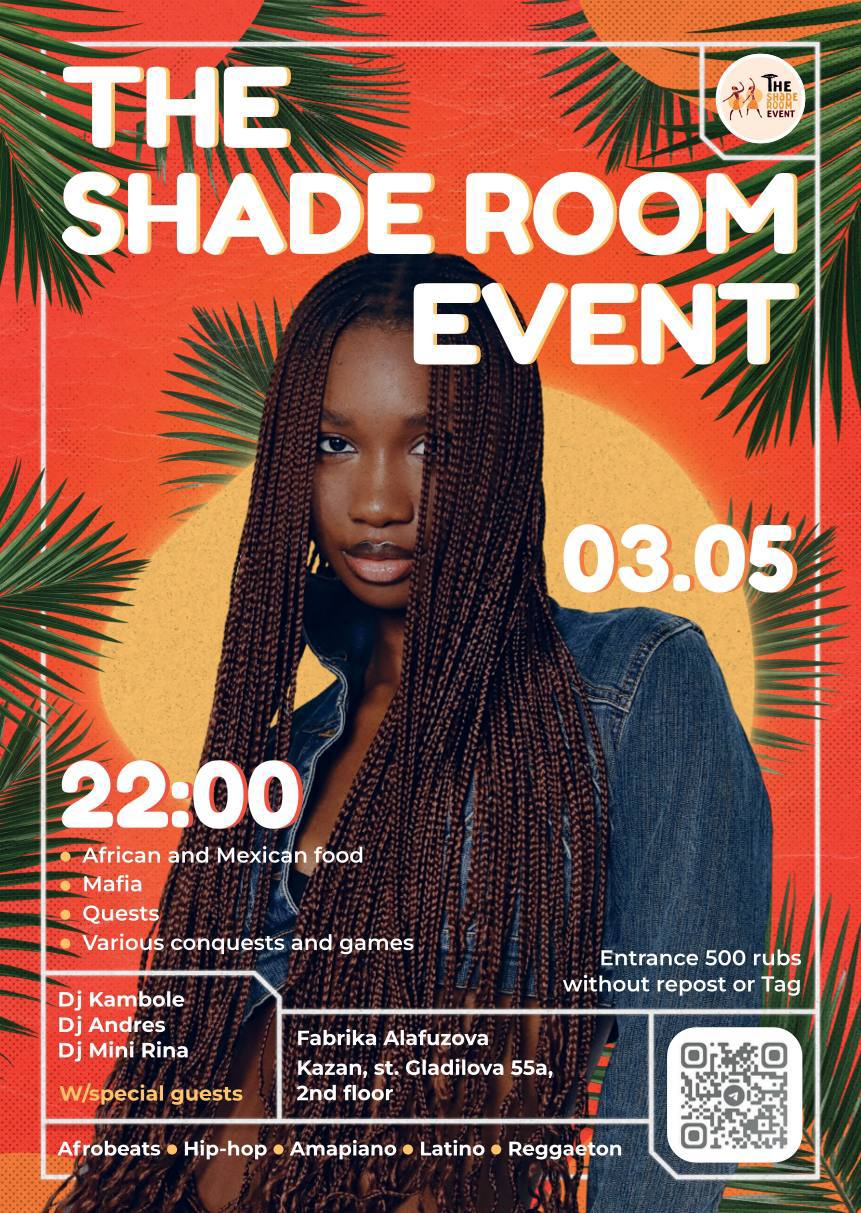 THE
SHADE ROOM
EVENT
THE
SHADE
ROOM
EVENT
03.05
22:00
African and Mexican food
Mafia
Quests
Various conquests and games
Entrance 500 rubs
without repost or Tag
Dj Kambole
Dj Andres
Dj Mini Rina
W/special guests
Fabrika Alafuzova
Kazan, st. Gladilova 55a,
2nd floor
Afrobeats • Hip-hop • Amapiano • Latino • Reggaeton